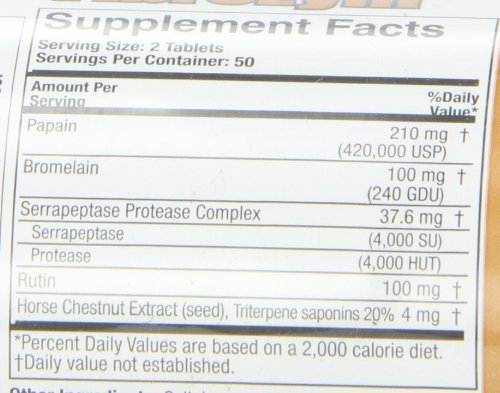 Supplement Facts
Serving Size: 2 Tablets
Servings Per Container: 50
Amount Per Serving %Daily Value*
Papain 210 mg †
(420,000 USP)
Bromelain 100 mg †
(240 GDU)
Serrapeptase Protease Complex 37.6 mg †
Serrapeptase (4,000 SU)
Protease (4,000 HUT)
Rutin 100 mg †
Horse Chestnut Extract (seed), Triterpene saponins 20% 4 mg †
*Percent Daily Values are based on a 2,000 calorie diet.
†Daily value not established.